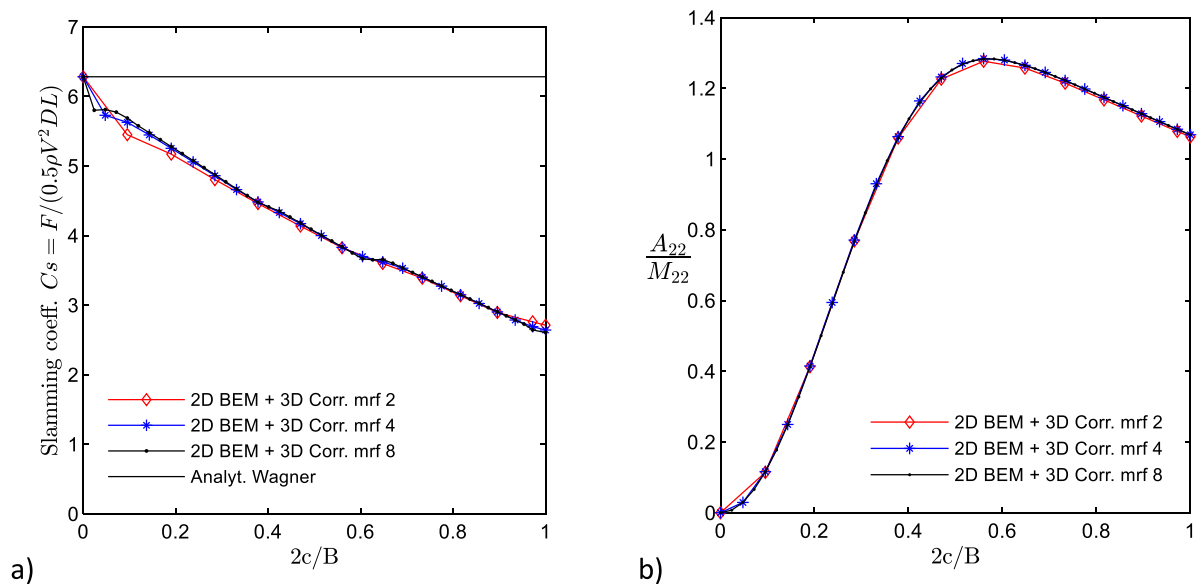 7
6
5
4
3
2
1
0
Slamming coeff. Cs = F/(0.5ρV²DL)
2D BEM + 3D Corr. mrf 2
2D BEM + 3D Corr. mrf 4
2D BEM + 3D Corr. mrf 8
Analyt. Wagner
0 0.2 0.4 0.6 0.8 1
2c/B
a)
1.4
1.2
1
0.8
0.6
0.4
0.2
0
A₂₂
M₂₂
2D BEM + 3D Corr. mrf 2
2D BEM + 3D Corr. mrf 4
2D BEM + 3D Corr. mrf 8
0 0.2 0.4 0.6 0.8 1
2c/B
b)